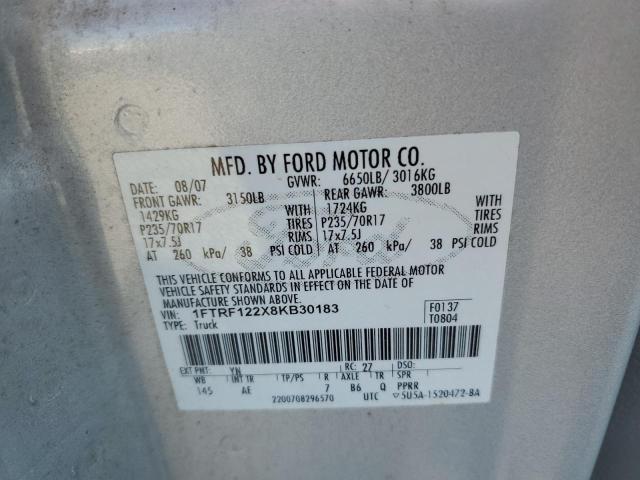 MFD. BY FORD MOTOR CO.
DATE: 08/07 GVWR: 6650LB/ 3016KG
FRONT GAWR: 3150LB REAR GAWR: 3800LB
1429KG WITH 1724KG WITH
P235/70R17 TIRES P235/70R17 TIRES
17x7.5J RIMS 17x7.5J RIMS
AT 260 kPa/ 38 PSI COLD AT 260 kPa/ 38 PSI COLD
Ford
THIS VEHICLE CONFORMS TO ALL APPLICABLE FEDERAL MOTOR
VEHICLE SAFETY STANDARDS IN EFFECT ON THE DATE OF
MANUFACTURE SHOWN ABOVE.
VIN: 1FTRF122X8KB30183 F0137
TYPE: Truck T0804
EXT PNT: YN RC: 27 DSO:
WB INT TR TP/PS R AXLE TR SPR
145 AE 7 B6 Q PPRR
2200708296570 UTC ▽5U5A-1520472-BA